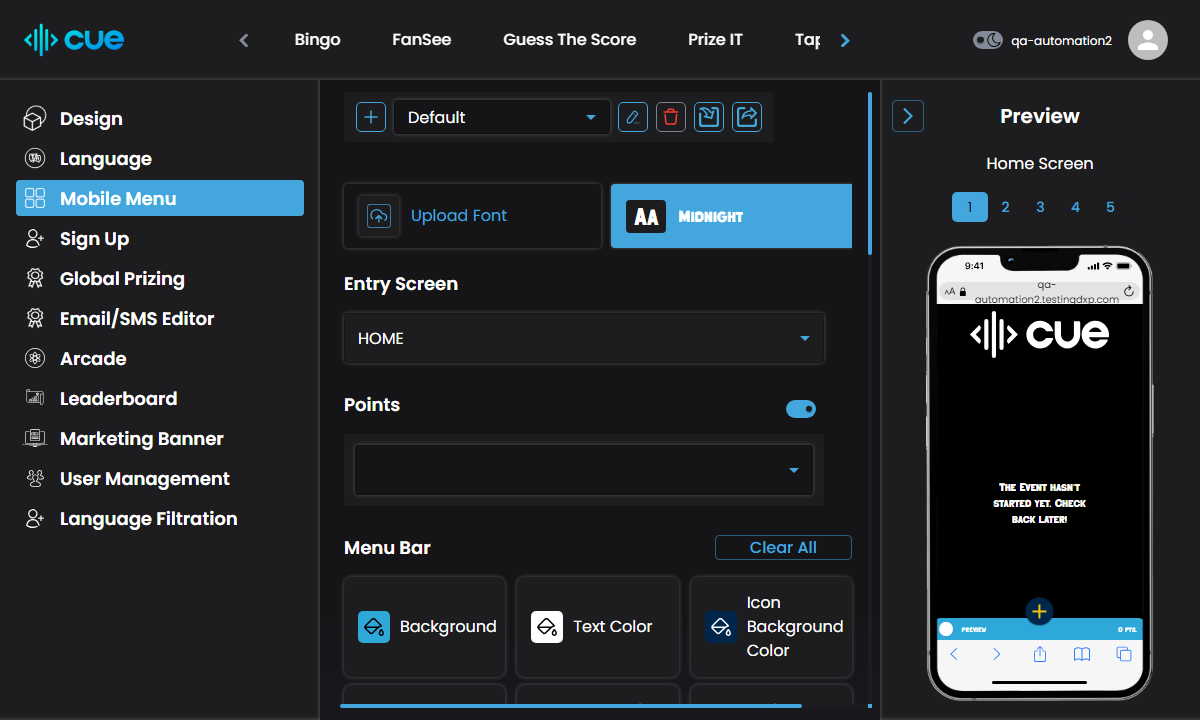 cue
Bingo
FanSee
Guess The Score
Prize IT
Tap
qa-automation2
Design
Language
Mobile Menu
Sign Up
Global Prizing
Email/SMS Editor
Arcade
Leaderboard
Marketing Banner
User Management
Language Filtration
Default
Upload Font
AA
Midnight
Entry Screen
HOME
Points
Menu Bar
Clear All
Background
Text Color
Icon
Background
Color
Preview
Home Screen
1 2 3 4 5
9:41
AA
qa-
automation2.testingdxp.com
cue
The Event hasn't
started yet. Check
back later!
PREVIEW
0 PTS.